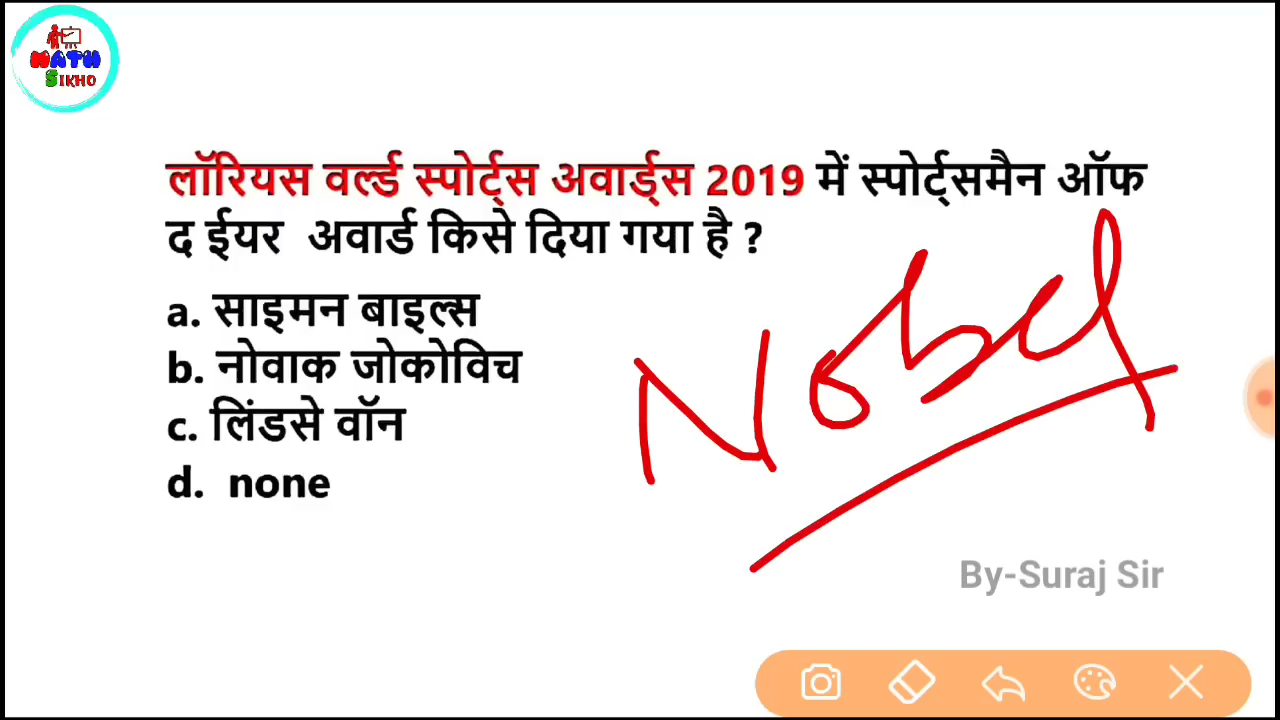 MATH
SIKHO
लॉरियस वर्ल्ड स्पोर्ट्स अवार्ड्स 2019 में स्पोर्ट्समैन ऑफ
द ईयर अवार्ड किसे दिया गया है ?
a. साइमन बाइल्स
b. नोवाक जोकोविच
c. लिंडसे वॉन
d. none
Nobel
By-Suraj Sir